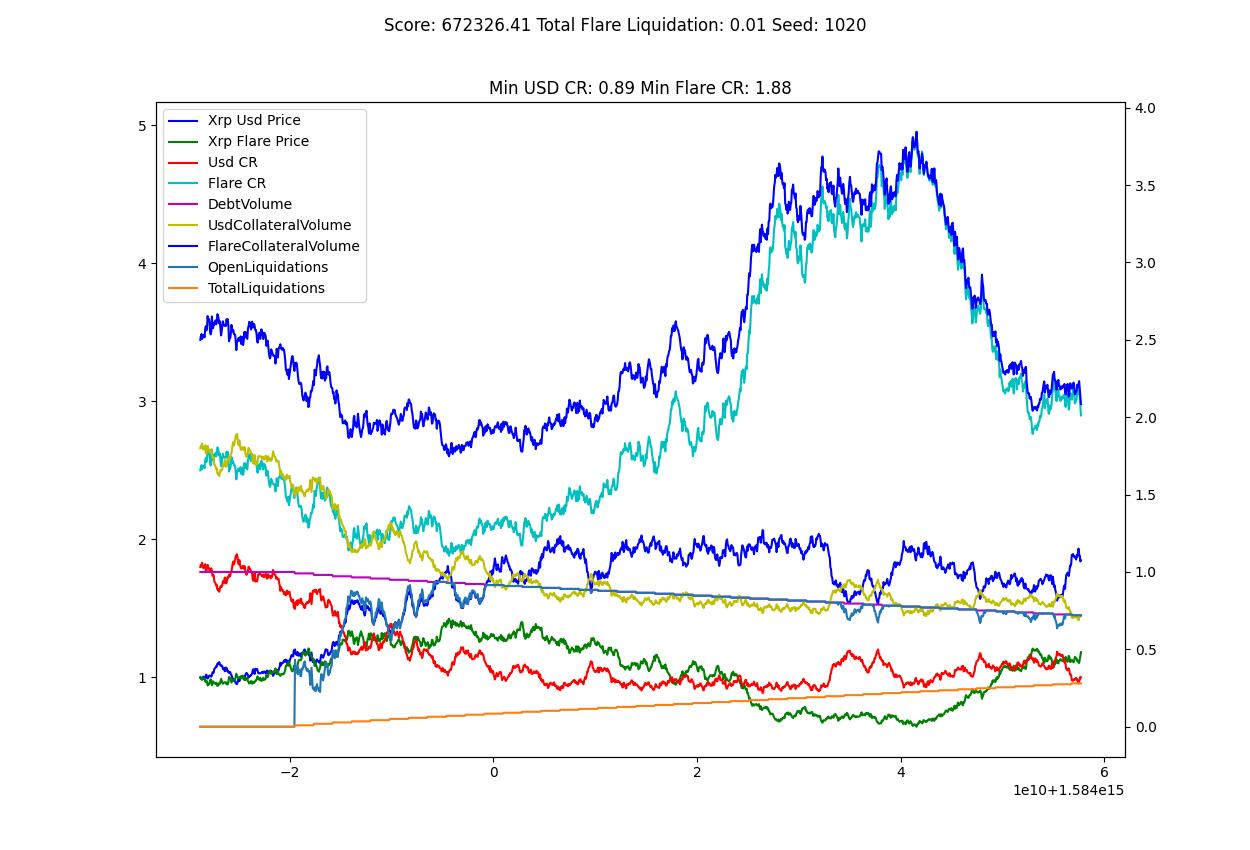 Score: 672326.41 Total Flare Liquidation: 0.01 Seed: 1020
Min USD CR: 0.89 Min Flare CR: 1.88
Xrp Usd Price
Xrp Flare Price
Usd CR
Flare CR
DebtVolume
UsdCollateralVolume
FlareCollateralVolume
OpenLiquidations
TotalLiquidations
5
4
3
2
1
4.0
3.5
3.0
2.5
2.0
1.5
1.0
0.5
0.0
−2 0 2 4 6
1e10+1.584e15